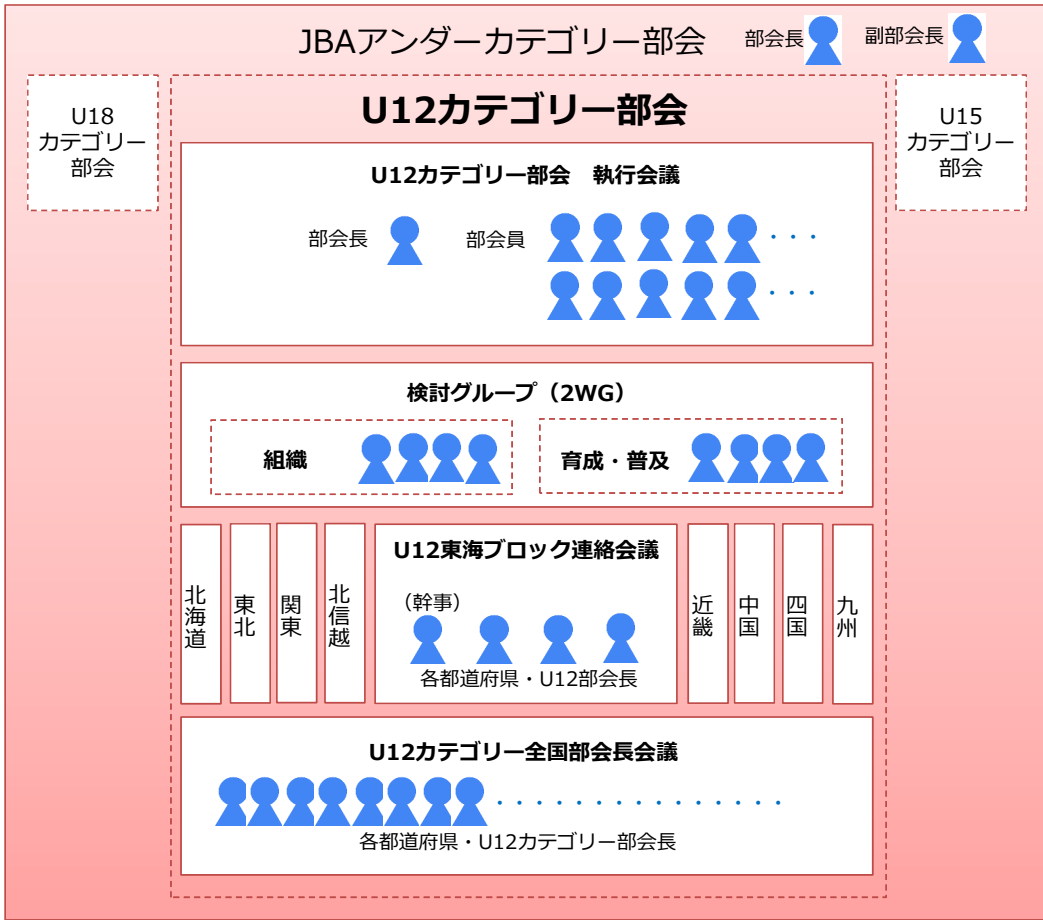 JBAアンダーカテゴリー部会 部会長 副部会長
U18
カテゴリー
部会
U12カテゴリー部会
U15
カテゴリー
部会
U12カテゴリー部会　執行会議
部会長 部会員 ・・・
・・・
検討グループ（2WG）
組織 育成・普及
北海道
東北
関東
北信越
U12東海ブロック連絡会議
（幹事）
各都道府県・U12部会長
近畿
中国
四国
九州
U12カテゴリー全国部会長会議
・・・・・・・・・・・・・・・
各都道府県・U12カテゴリー部会長